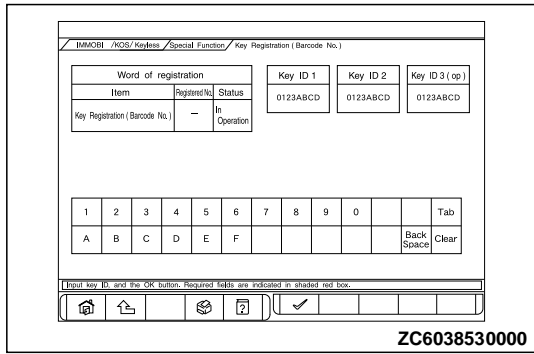 IMMOBI /KOS/ Keyless / Special Function / Key Registration ( Barcode No. )
Word of registration
Item Registered No. Status
Key Registration ( Barcode No. ) — In Operation
Key ID 1
0123ABCD
Key ID 2
0123ABCD
Key ID 3 ( op )
0123ABCD
1 2 3 4 5 6 7 8 9 0 Tab
A B C D E F Back Space Clear
Input key ID, and the OK button. Required fields are indicated in shaded red box.
?
ZC6038530000